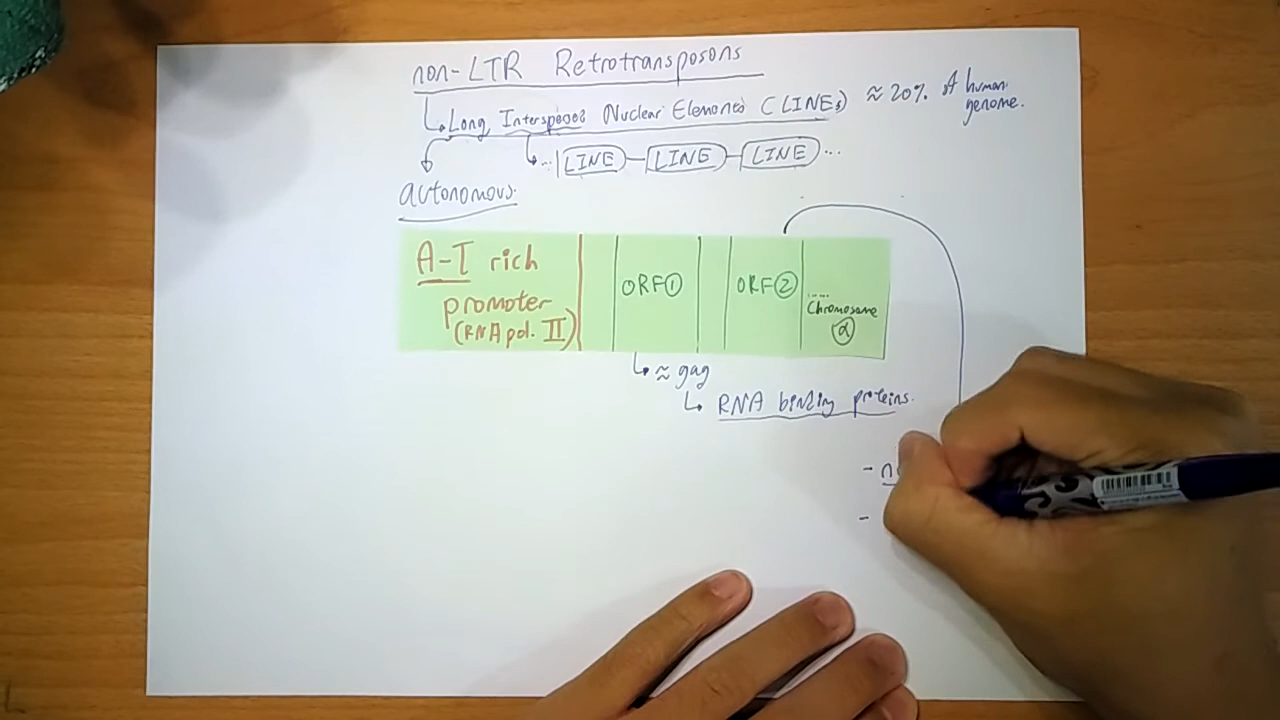 non-LTR Retrotransposons
Long Interspersed Nuclear Elements (LINEs) ≈ 20% of human genome.
... LINE LINE LINE ...
autonomous.
A-T rich
promoter
(RNA pol. II)
ORF①
ORF②
.....
Chromosome
α
≈ gag
RNA binding proteins.
-
-